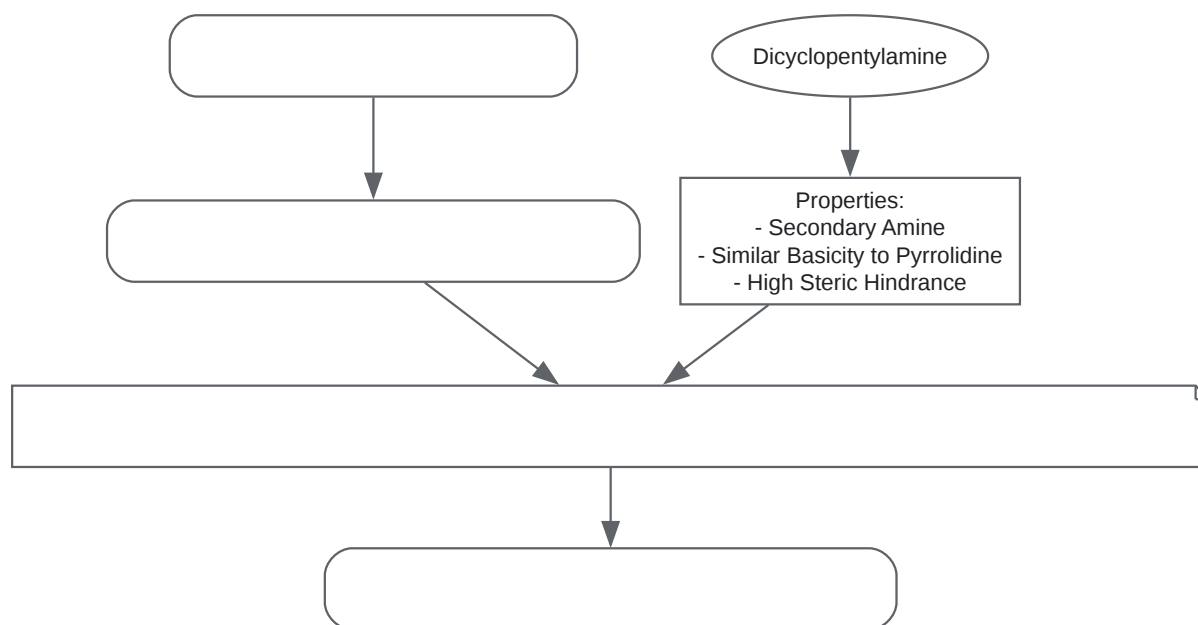 Dicyclopentylamine
Properties:
- Secondary Amine
- Similar Basicity to Pyrrolidine
- High Steric Hindrance